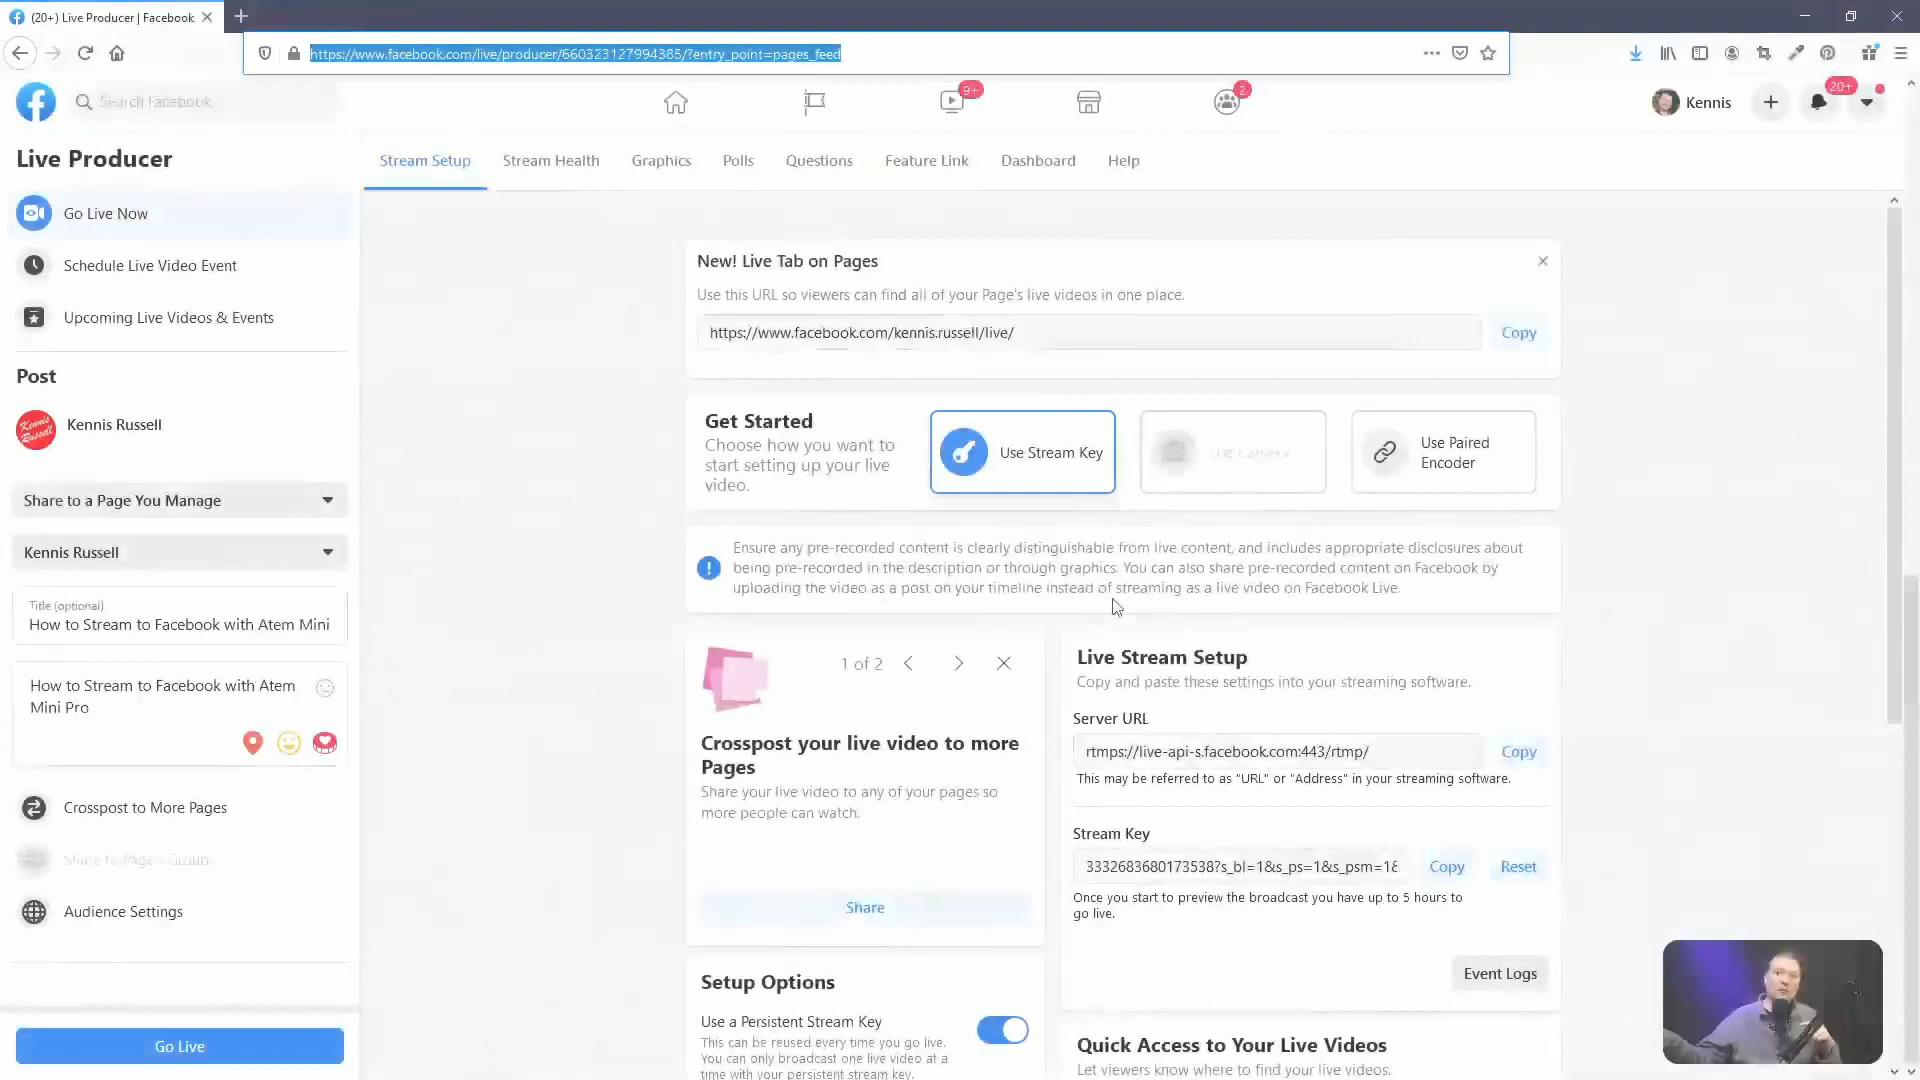 (20+) Live Producer | Facebook
https://www.facebook.com/live/producer/660323127994385/?entry_point=pages_feed
Search Facebook
9+
2
Kennis
20+
Live Producer
Stream Setup
Stream Health
Graphics
Polls
Questions
Feature Link
Dashboard
Help
Go Live Now
Schedule Live Video Event
Upcoming Live Videos & Events
Post
Kennis Russell
Kennis Russell
Share to a Page You Manage
Kennis Russell
Title (optional)
How to Stream to Facebook with Atem Mini
How to Stream to Facebook with Atem
Mini Pro
Crosspost to More Pages
Share to Page's Group
Audience Settings
Go Live
New! Live Tab on Pages
Use this URL so viewers can find all of your Page's live videos in one place.
https://www.facebook.com/kennis.russell/live/
Copy
Get Started
Choose how you want to
start setting up your live
video.
Use Stream Key
Use Camera
Use Paired
Encoder
Ensure any pre-recorded content is clearly distinguishable from live content, and includes appropriate disclosures about
being pre-recorded in the description or through graphics. You can also share pre-recorded content on Facebook by
uploading the video as a post on your timeline instead of streaming as a live video on Facebook Live.
1 of 2
Crosspost your live video to more
Pages
Share your live video to any of your pages so
more people can watch.
Share
Setup Options
Use a Persistent Stream Key
This can be reused every time you go live.
You can only broadcast one live video at a
time with your persistent stream key.
Live Stream Setup
Copy and paste these settings into your streaming software.
Server URL
rtmps://live-api-s.facebook.com:443/rtmp/
Copy
This may be referred to as "URL" or "Address" in your streaming software.
Stream Key
3332683680173538?s_bl=1&s_ps=1&s_psm=1&
Copy
Reset
Once you start to preview the broadcast you have up to 5 hours to
go live.
Event Logs
Quick Access to Your Live Videos
Let viewers know where to find your live videos.